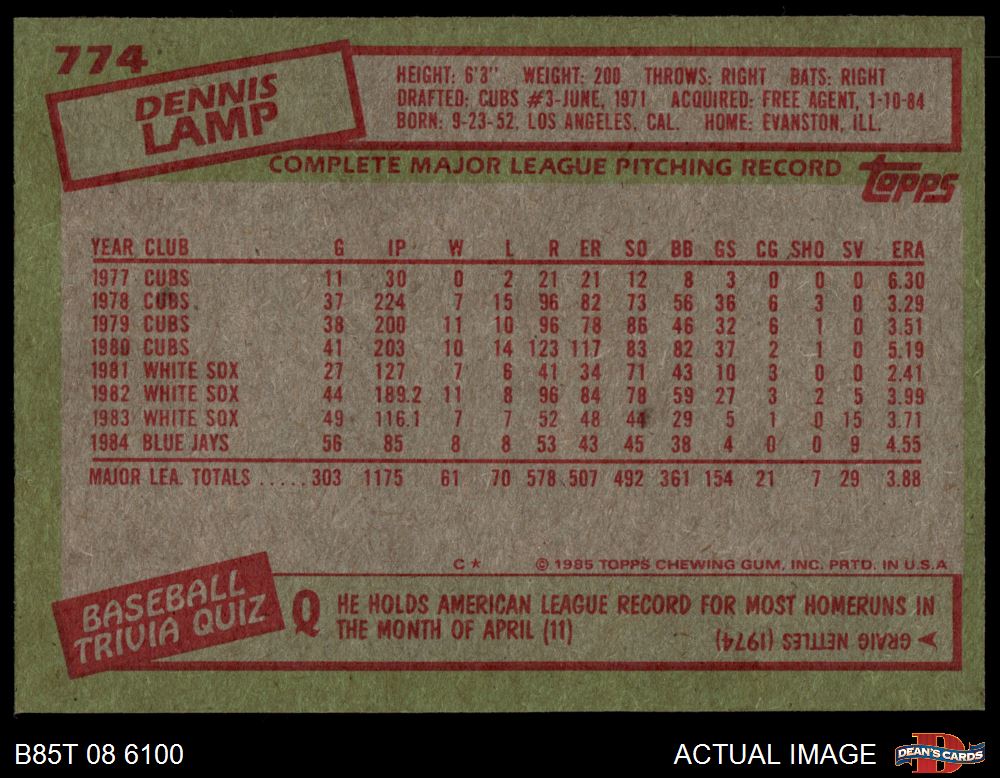 774
DENNIS
LAMP
HEIGHT: 6'3" WEIGHT: 200 THROWS: RIGHT BATS: RIGHT
DRAFTED: CUBS #3-JUNE, 1971 ACQUIRED: FREE AGENT, 1-10-84
BORN: 9-23-52, LOS ANGELES, CAL. HOME: EVANSTON, ILL.
COMPLETE MAJOR LEAGUE PITCHING RECORD
topps
YEAR CLUB G IP W L R ER SO BB GS CG SHO SV ERA
1977 CUBS 11 30 0 2 21 21 12 8 3 0 0 0 6.30
1978 CUBS. 37 224 7 15 96 82 73 56 36 6 3 0 3.29
1979 CUBS 38 200 11 10 96 78 86 46 32 6 1 0 3.51
1980 CUBS 41 203 10 14 123 117 83 82 37 2 1 0 5.19
1981 WHITE SOX 27 127 7 6 41 34 71 43 10 3 0 0 2.41
1982 WHITE SOX 44 189.2 11 8 96 84 78 59 27 3 2 5 3.99
1983 WHITE SOX 49 116.1 7 7 52 48 44 29 5 1 0 15 3.71
1984 BLUE JAYS 56 85 8 8 53 43 45 38 4 0 0 9 4.55
MAJOR LEA. TOTALS .....303 1175 61 70 578 507 492 361 154 21 7 29 3.88
C* © 1985 TOPPS CHEWING GUM, INC. PRTD. IN U.S.A
BASEBALL
TRIVIA QUIZ
Q HE HOLDS AMERICAN LEAGUE RECORD FOR MOST HOMERUNS IN
THE MONTH OF APRIL (11)
GRAIG NETTLES (1974)
B85T 08 6100
ACTUAL IMAGE
D
DEAN'S CARDS